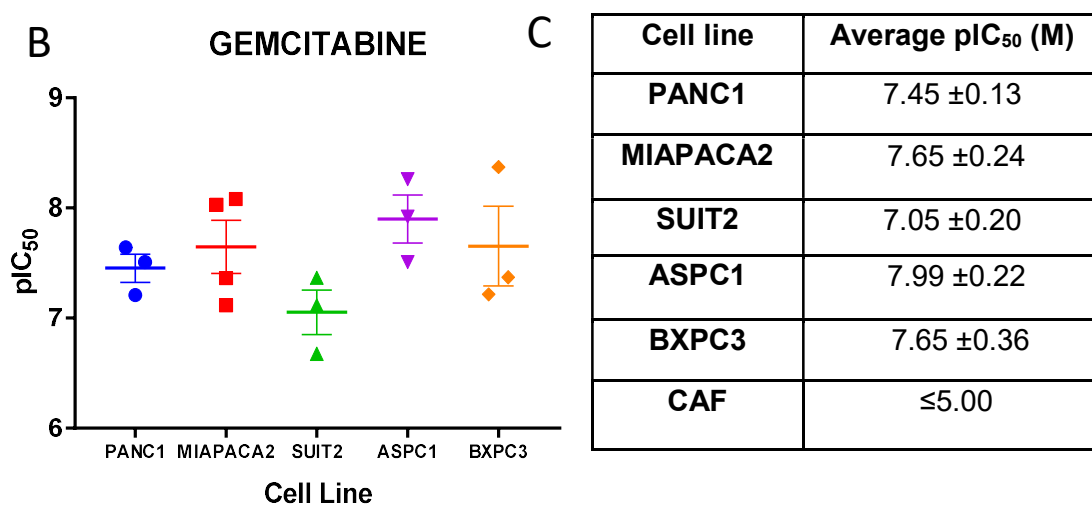 B
GEMCITABINE
pIC50
9
8
7
6
PANC1 MIAPACA2 SUIT2 ASPC1 BXPC3
Cell Line
C
Cell line Average pIC50 (M)
PANC1 7.45 ±0.13
MIAPACA2 7.65 ±0.24
SUIT2 7.05 ±0.20
ASPC1 7.99 ±0.22
BXPC3 7.65 ±0.36
CAF ≤5.00